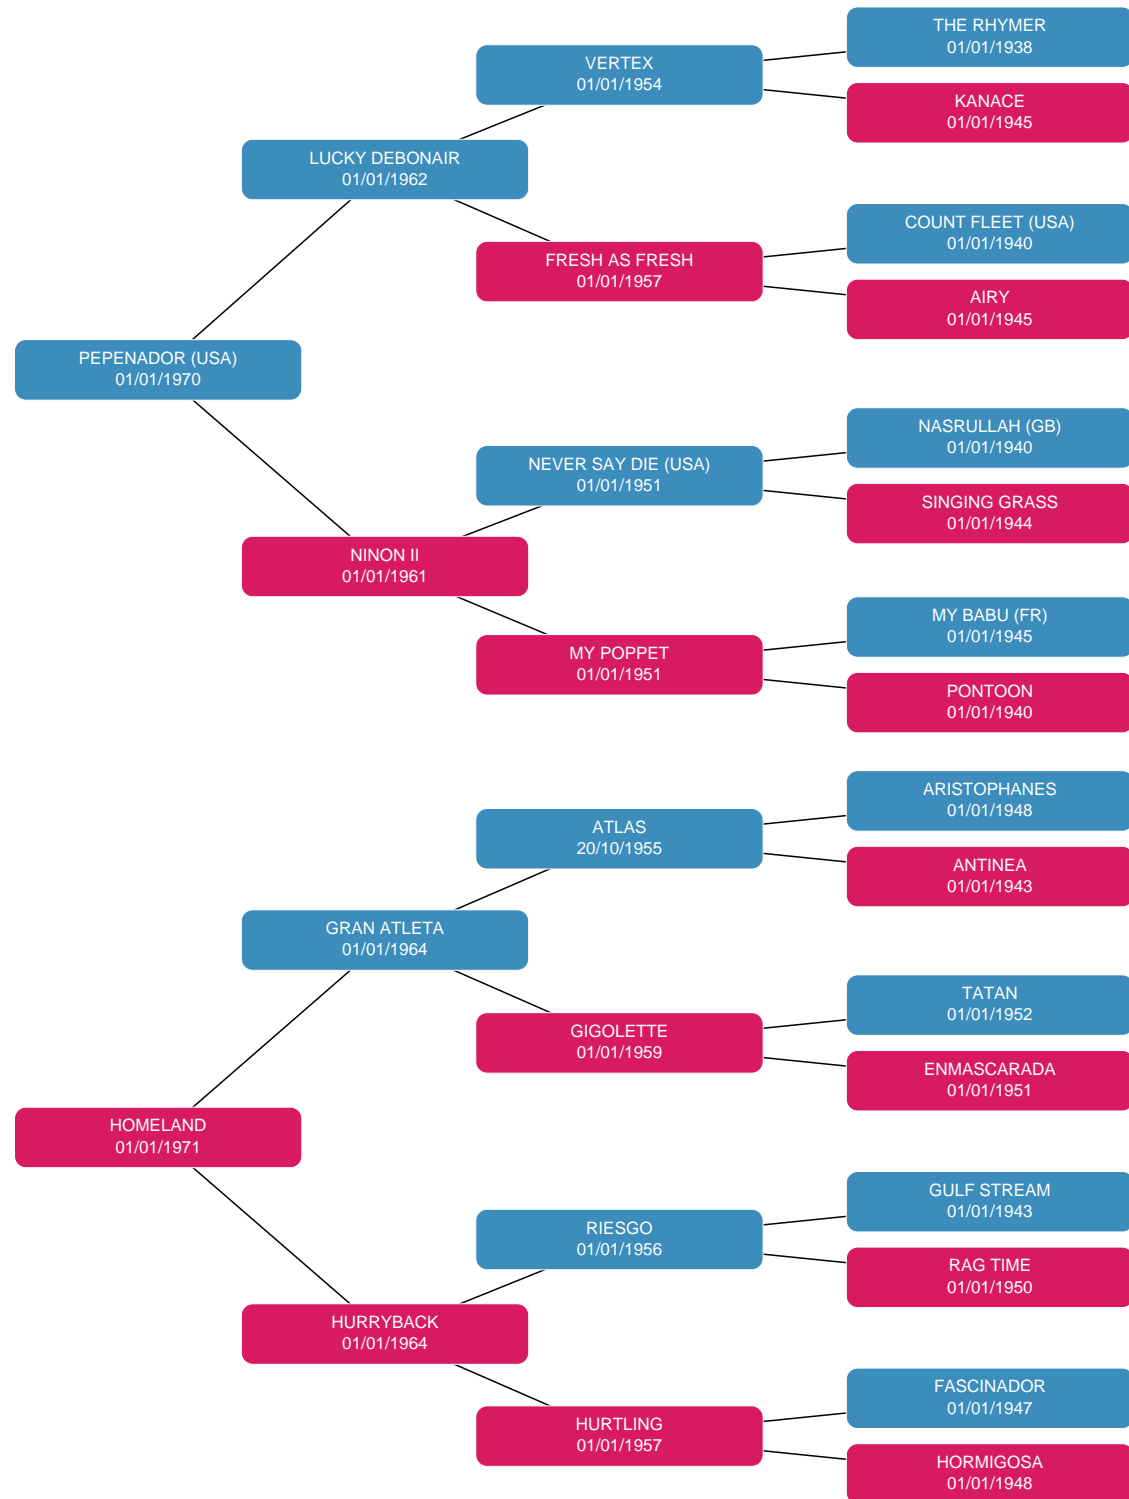 THE RHYMER
01/01/1938
VERTEX
01/01/1954
KANACE
01/01/1945
LUCKY DEBONAIR
01/01/1962
COUNT FLEET (USA)
01/01/1940
FRESH AS FRESH
01/01/1957
AIRY
01/01/1945
PEPENADOR (USA)
01/01/1970
NASRULLAH (GB)
01/01/1940
NEVER SAY DIE (USA)
01/01/1951
SINGING GRASS
01/01/1944
NINON II
01/01/1961
MY BABU (FR)
01/01/1945
MY POPPET
01/01/1951
PONTOON
01/01/1940
ARISTOPHANES
01/01/1948
ATLAS
20/10/1955
ANTINEA
01/01/1943
GRAN ATLETA
01/01/1964
TATAN
01/01/1952
GIGOLETTE
01/01/1959
ENMASCARADA
01/01/1951
HOMELAND
01/01/1971
GULF STREAM
01/01/1943
RIESGO
01/01/1956
RAG TIME
01/01/1950
HURRYBACK
01/01/1964
FASCINADOR
01/01/1947
HURTLING
01/01/1957
HORMIGOSA
01/01/1948